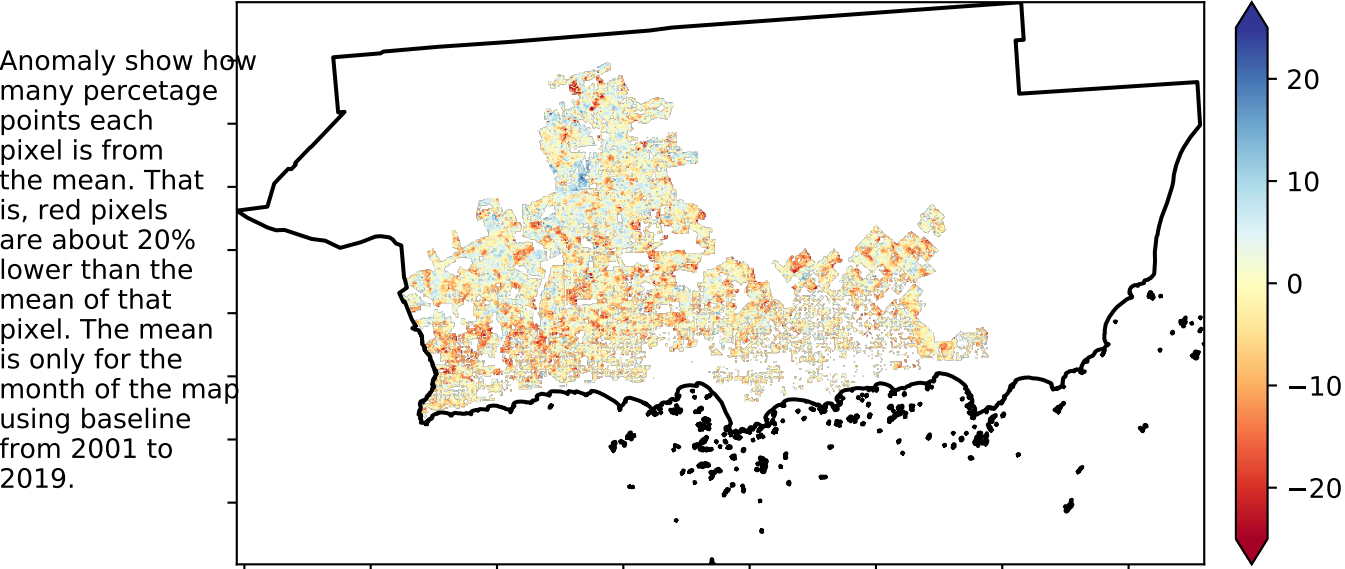 Anomaly show how
many percetage
points each
pixel is from
the mean. That
is, red pixels
are about 20%
lower than the
mean of that
pixel. The mean
is only for the
month of the map
using baseline
from 2001 to
2019.
20
10
0
−10
−20